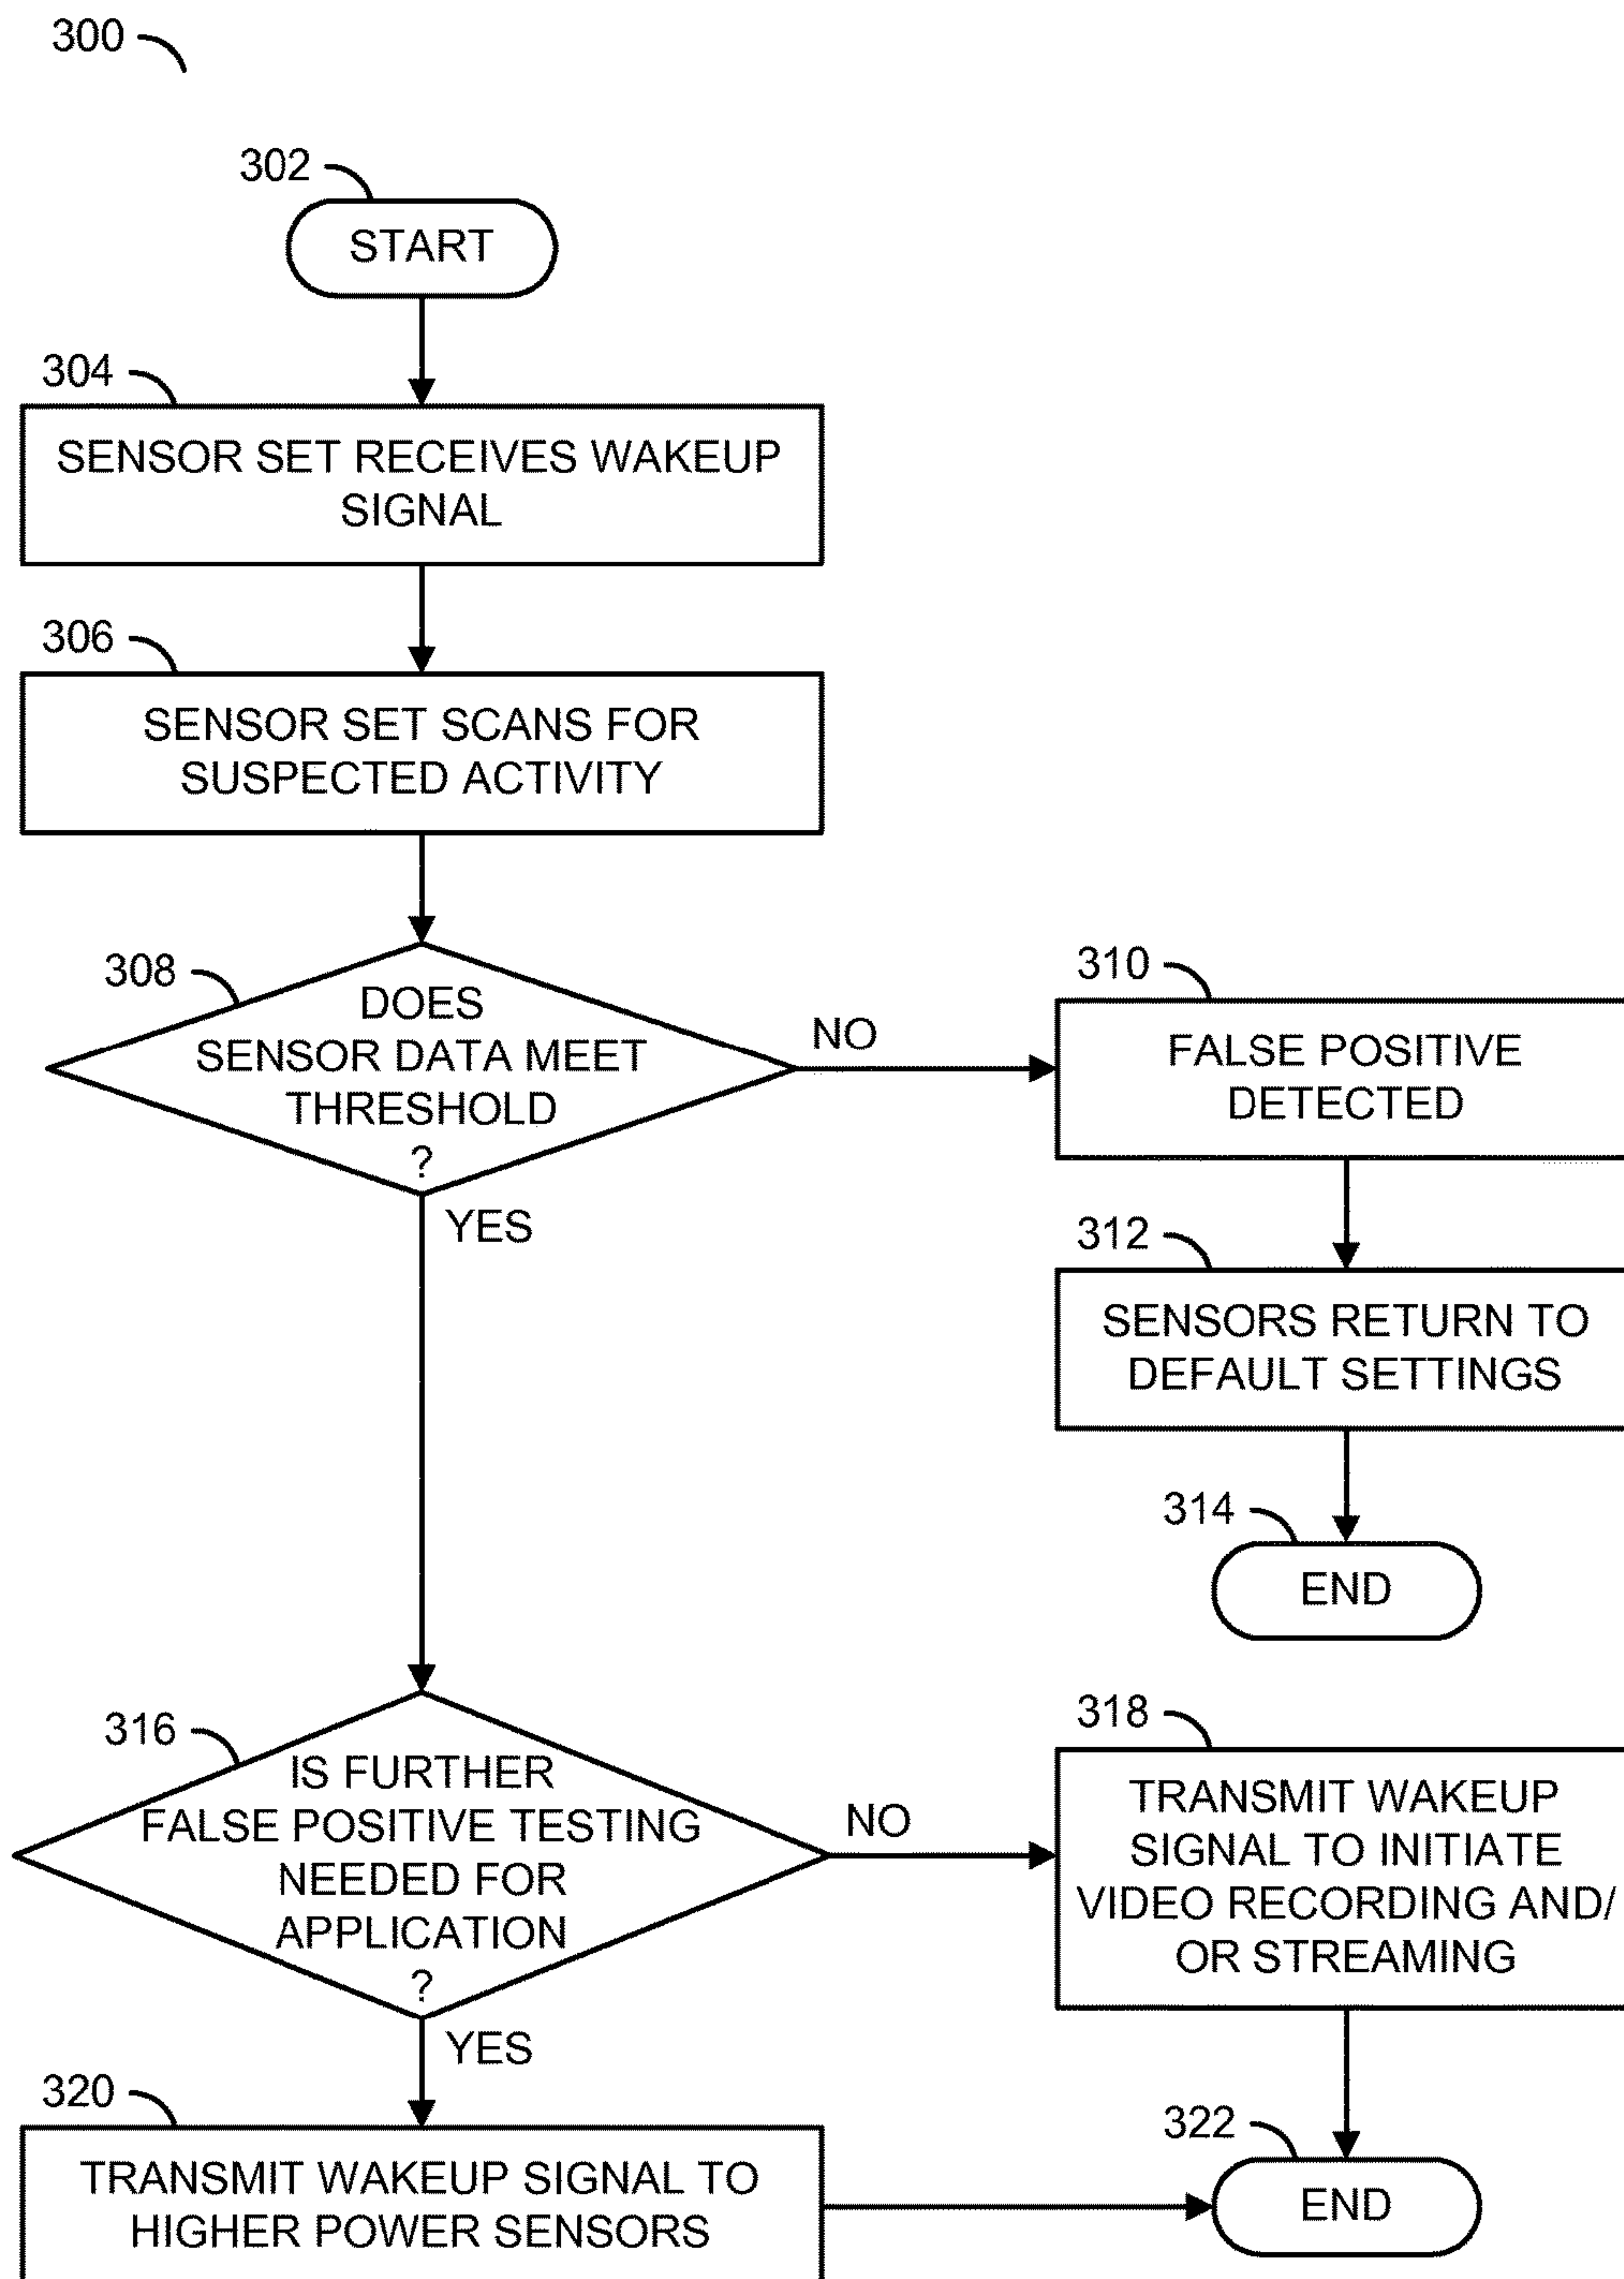 300
302
START
304
SENSOR SET RECEIVES WAKEUP
SIGNAL
306
SENSOR SET SCANS FOR
SUSPECTED ACTIVITY
308
DOES
SENSOR DATA MEET
THRESHOLD
?
NO
YES
310
FALSE POSITIVE
DETECTED
312
SENSORS RETURN TO
DEFAULT SETTINGS
314
END
316
IS FURTHER
FALSE POSITIVE TESTING
NEEDED FOR
APPLICATION
?
NO
YES
318
TRANSMIT WAKEUP
SIGNAL TO INITIATE
VIDEO RECORDING AND/
OR STREAMING
320
TRANSMIT WAKEUP SIGNAL TO
HIGHER POWER SENSORS
322
END